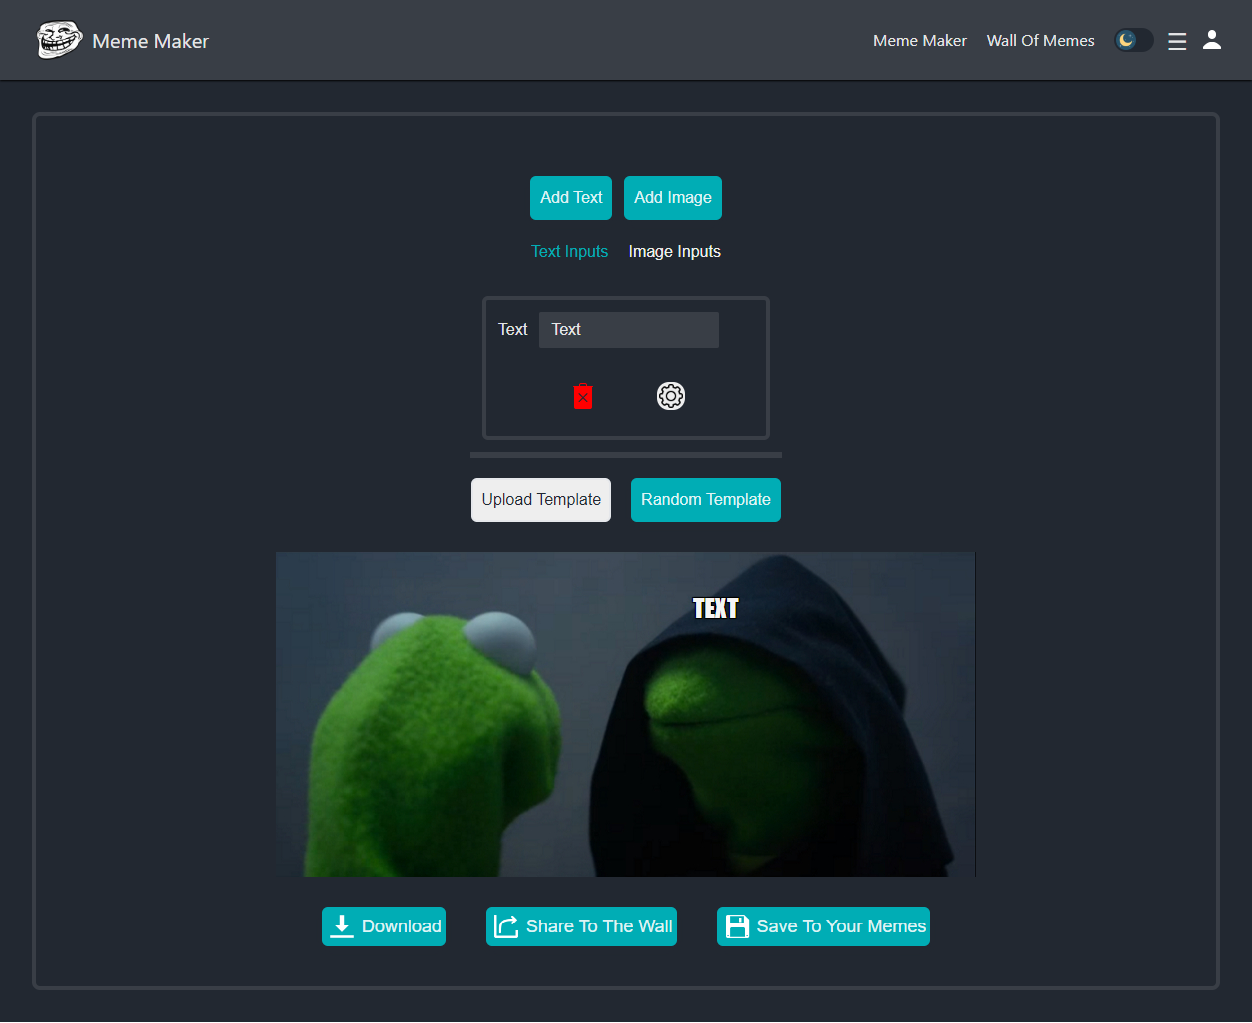 Meme Maker
Meme Maker Wall Of Memes
Add Text Add Image
Text Inputs Image Inputs
Text Text
Upload Template Random Template
TEXT
Download Share To The Wall Save To Your Memes